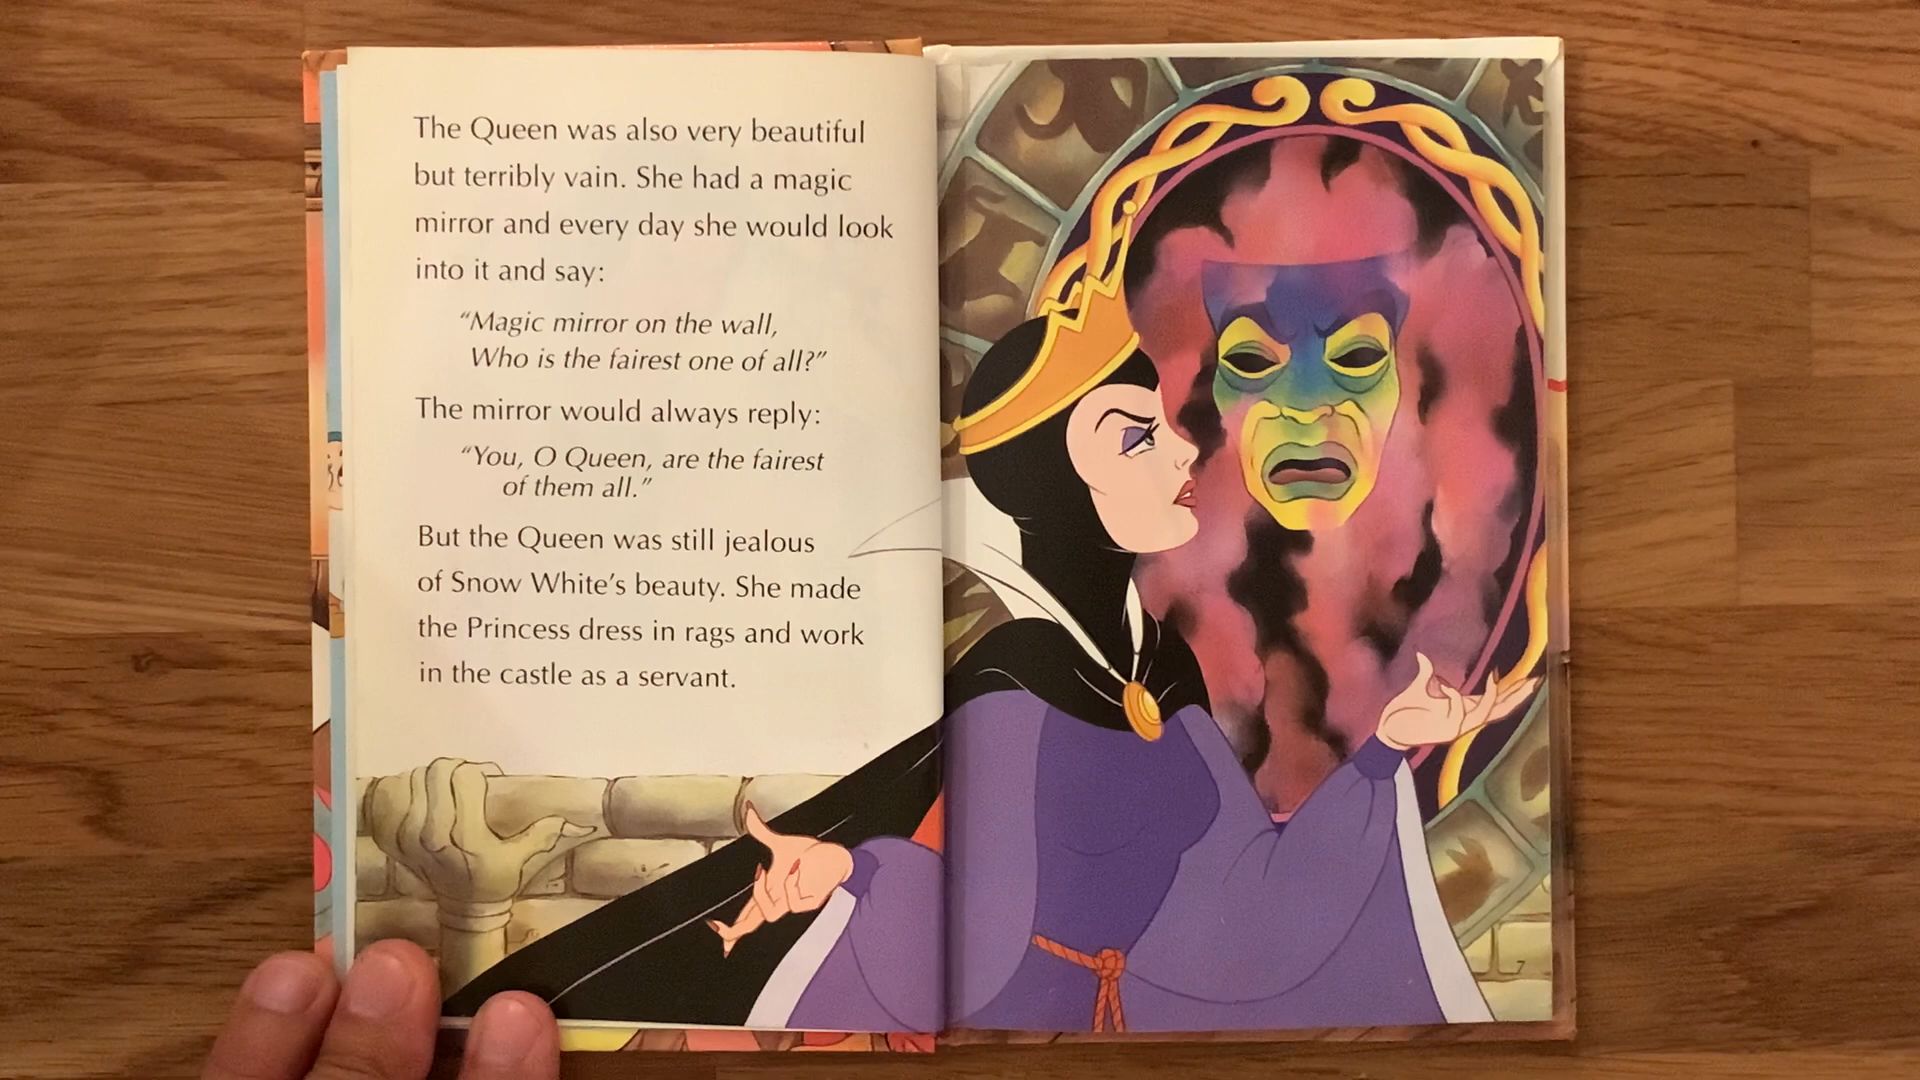 The Queen was also very beautiful
but terribly vain. She had a magic
mirror and every day she would look
into it and say:
“Magic mirror on the wall,
Who is the fairest one of all?”
The mirror would always reply:
“You, O Queen, are the fairest
of them all.”
But the Queen was still jealous
of Snow White’s beauty. She made
the Princess dress in rags and work
in the castle as a servant.
7